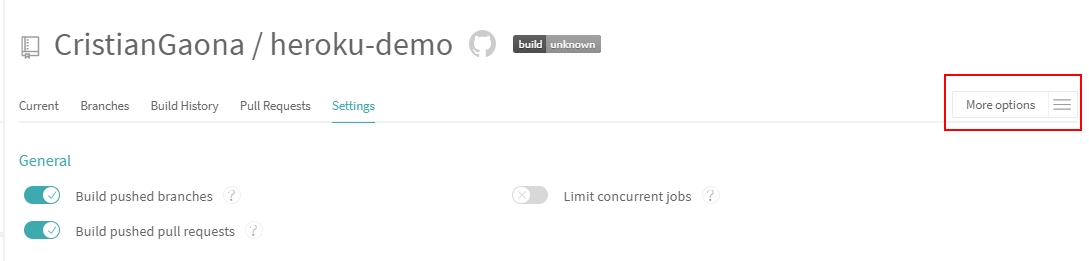 CristianGaona / heroku-demo build unknown
Current Branches Build History Pull Requests Settings More options
General
Build pushed branches ? Limit concurrent jobs ?
Build pushed pull requests ?